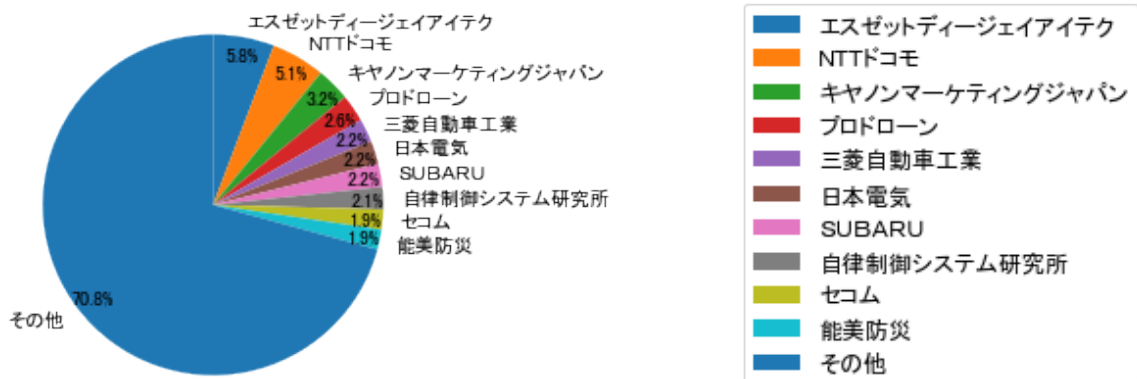 エスゼットディージェイアイテク
5.8%
NTTドコモ
5.1%
キヤノンマーケティングジャパン
3.2%
プロドローン
2.6%
三菱自動車工業
2.2%
日本電気
2.2%
SUBARU
2.2%
自律制御システム研究所
2.1%
セコム
1.9%
能美防災
1.9%
70.8%
その他
エスゼットディージェイアイテク
NTTドコモ
キヤノンマーケティングジャパン
プロドローン
三菱自動車工業
日本電気
SUBARU
自律制御システム研究所
セコム
能美防災
その他